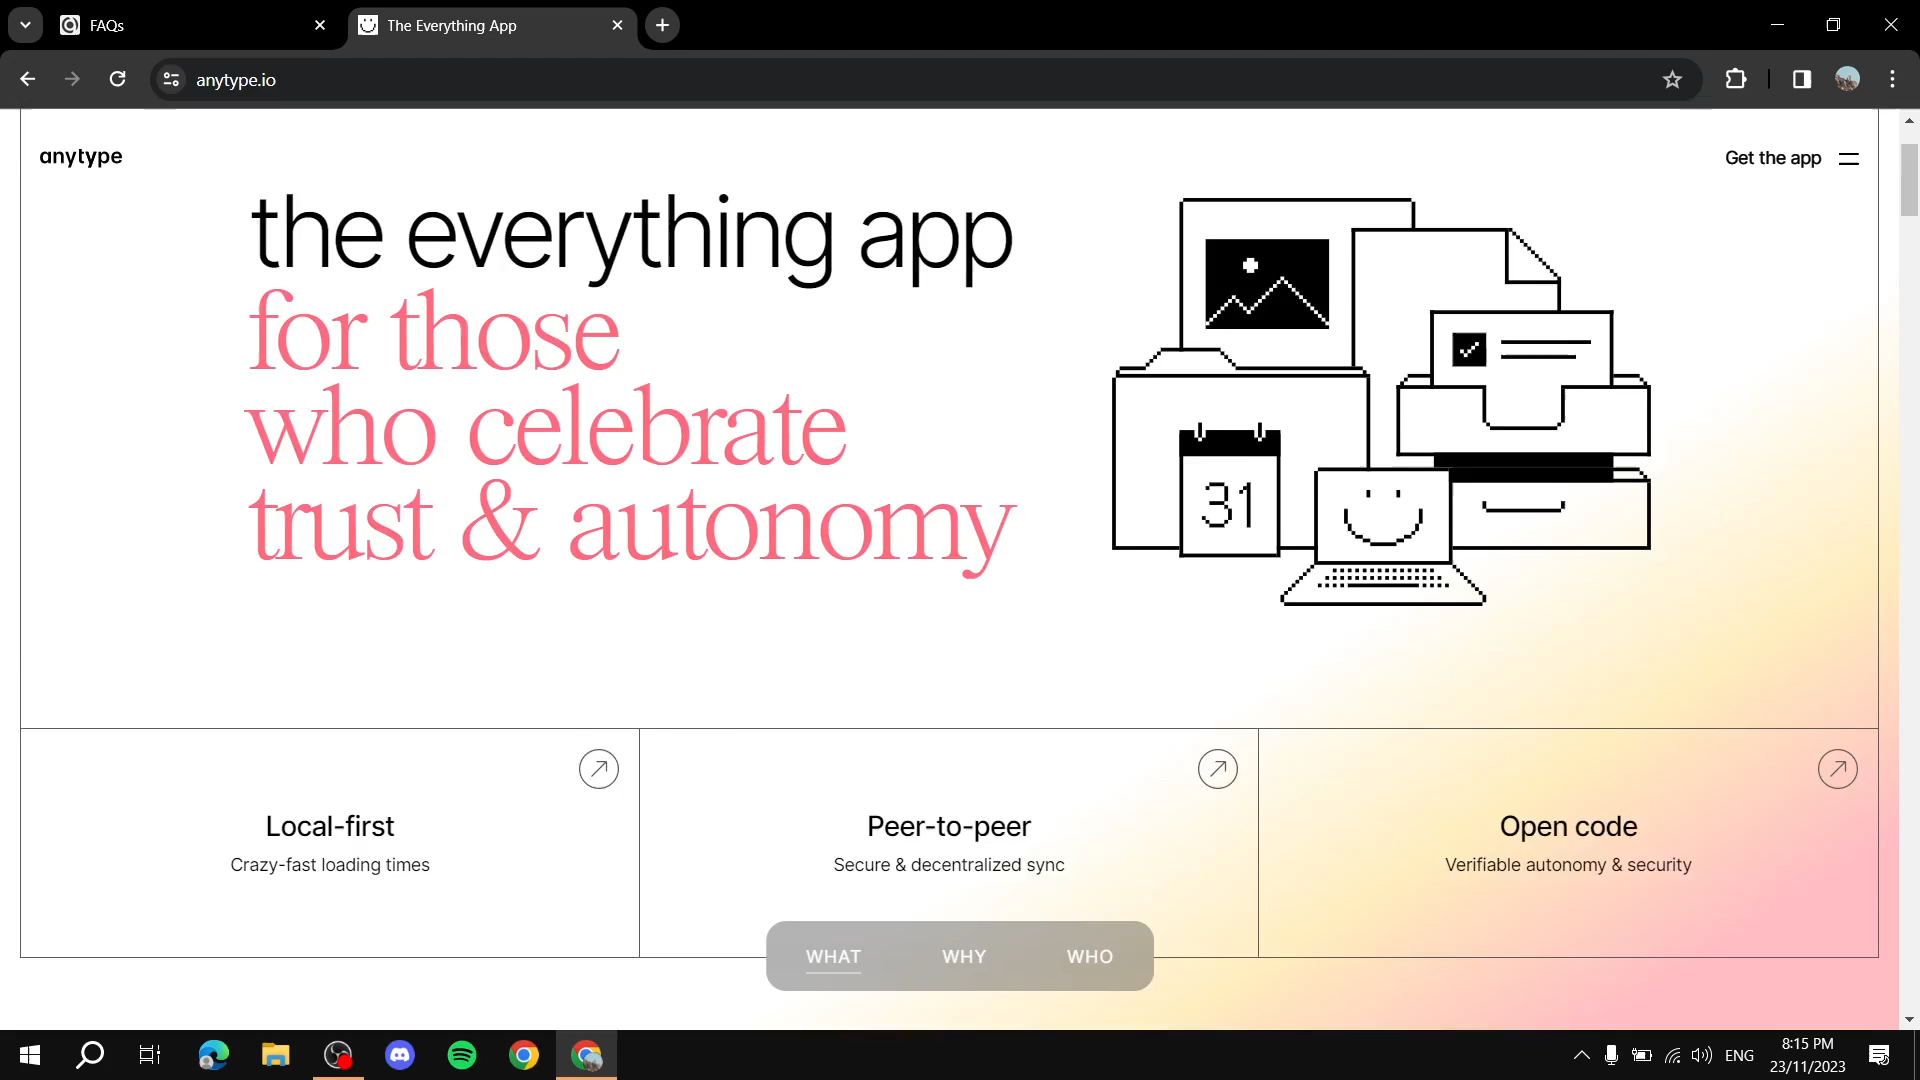 FAQs
The Everything App
anytype.io
anytype
Get the app
the everything app
for those
who celebrate
trust & autonomy
31
Local-first
Crazy-fast loading times
Peer-to-peer
Secure & decentralized sync
Open code
Verifiable autonomy & security
WHAT
WHY
WHO
ENG
8:15 PM
23/11/2023